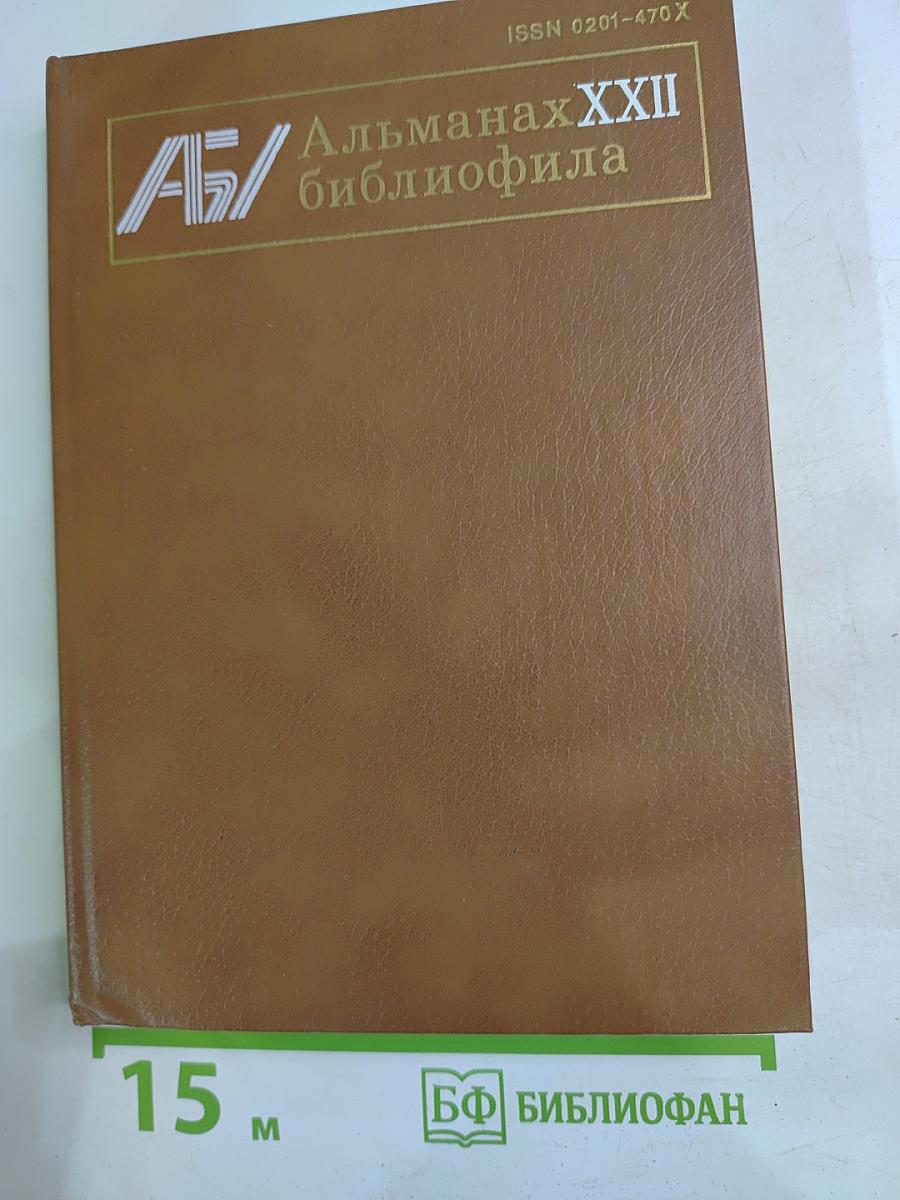 ISSN 0201-470X
АБ Альманах XXII
библиофила
15 м
БФ БИБЛИОФАН